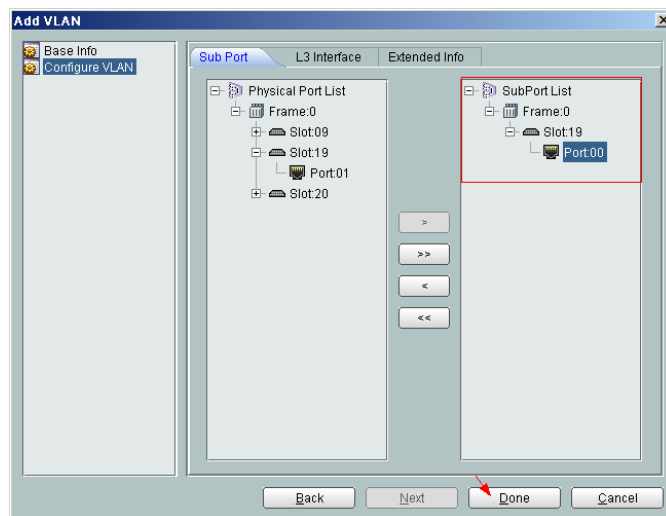 Add VLAN
Base Info
Configure VLAN
Sub Port
L3 Interface
Extended Info
Physical Port List
Frame:0
Slot:09
Slot:19
Port:01
Slot:20
>
>>
<
<<
SubPort List
Frame:0
Slot:19
Port:00
Back
Next
Done
Cancel